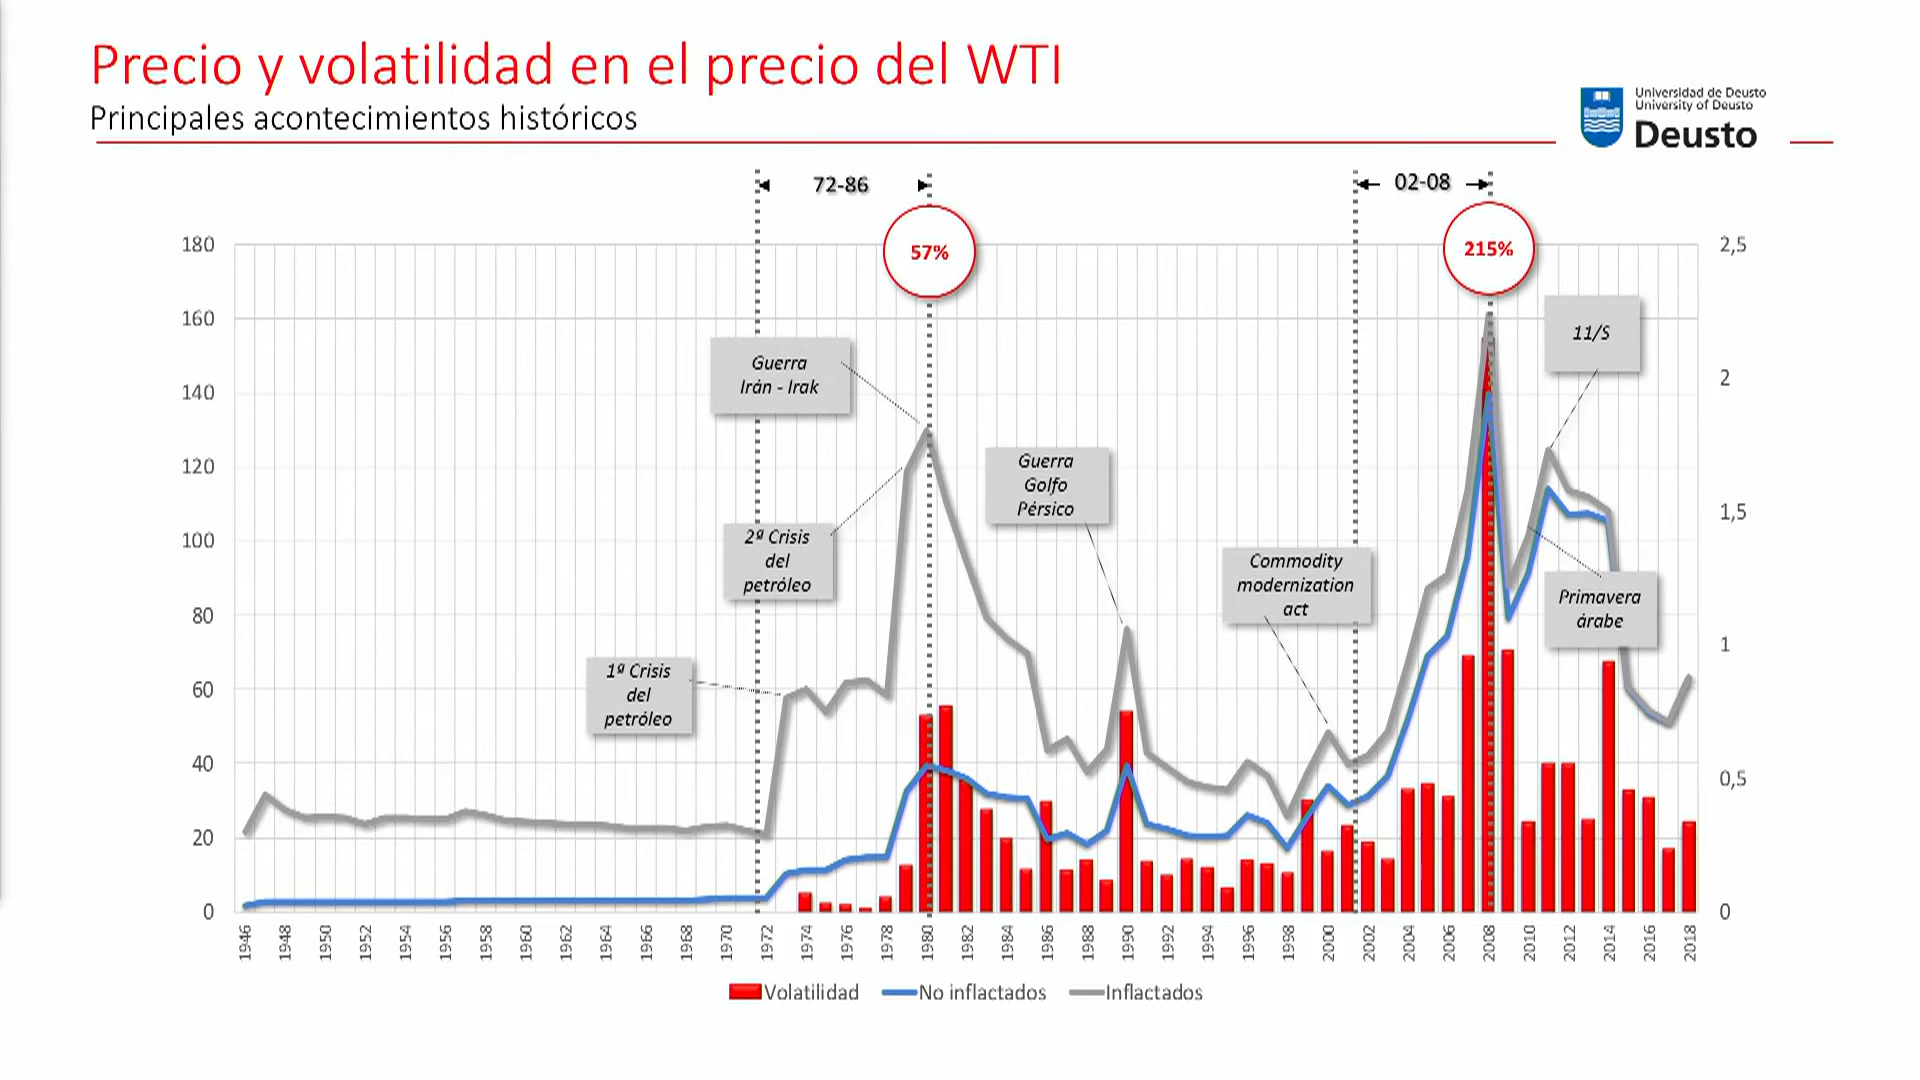 Precio y volatilidad en el precio del WTI
Principales acontecimientos históricos
Universidad de Deusto
University of Deusto
Deusto
72-86
02-08
57%
215%
180
160
140
120
100
80
60
40
20
0
2,5
2
1,5
1
0,5
0
Guerra
Irán - Irak
2ª Crisis
del
petróleo
1ª Crisis
del
petróleo
Guerra
Golfo
Pérsico
Commodity
modernization
act
11/S
Primavera
árabe
1946
1948
1950
1952
1954
1956
1958
1960
1962
1964
1966
1968
1970
1972
1974
1976
1978
1980
1982
1984
1986
1988
1990
1992
1994
1996
1998
2000
2002
2004
2006
2008
2010
2012
2014
2016
2018
Volatilidad
No inflactados
Inflactados